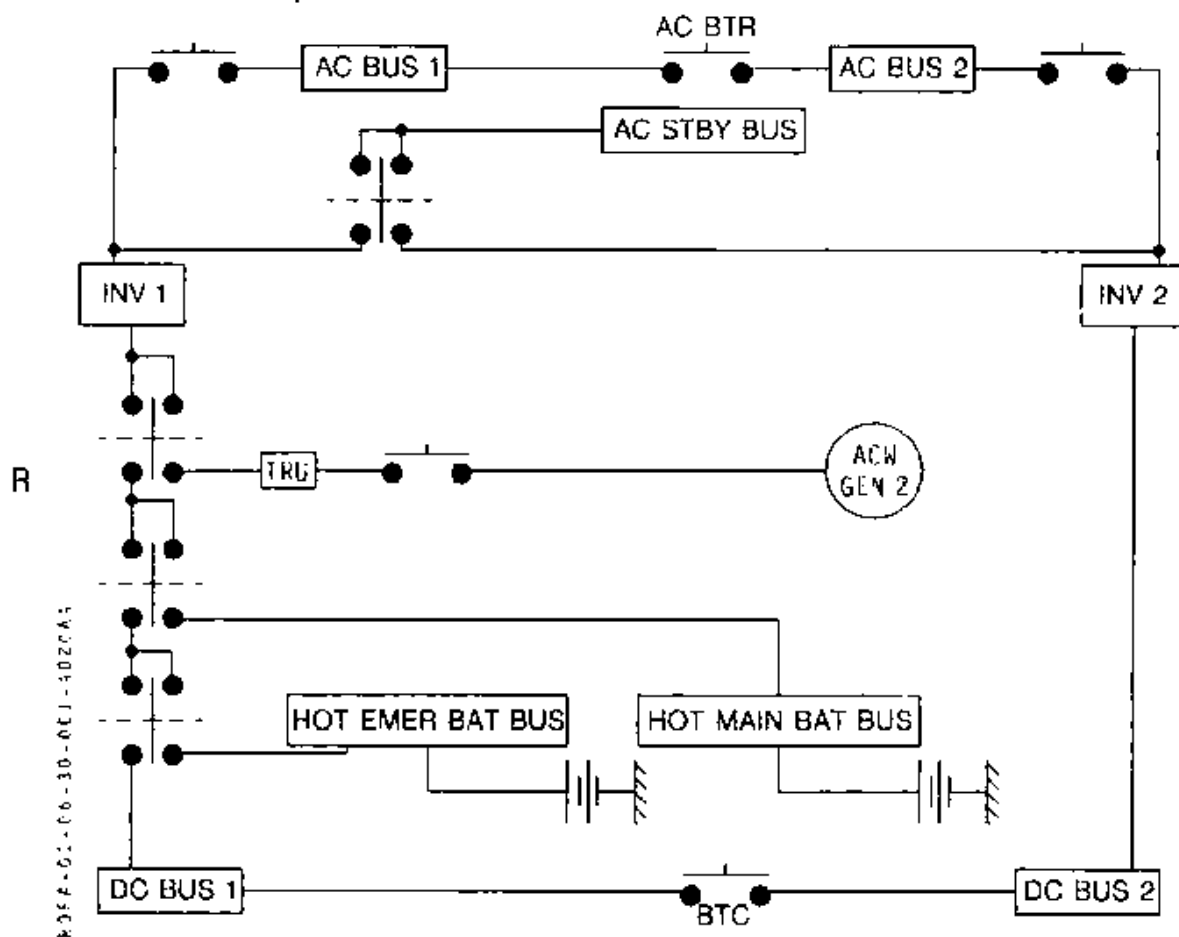 AC BTR
AC BUS 1
AC BUS 2
AC STBY BUS
INV 1
INV 2
R
TRU
ACW
GEN 2
HOT EMER BAT BUS
HOT MAIN BAT BUS
DC BUS 1
BTC
DC BUS 2